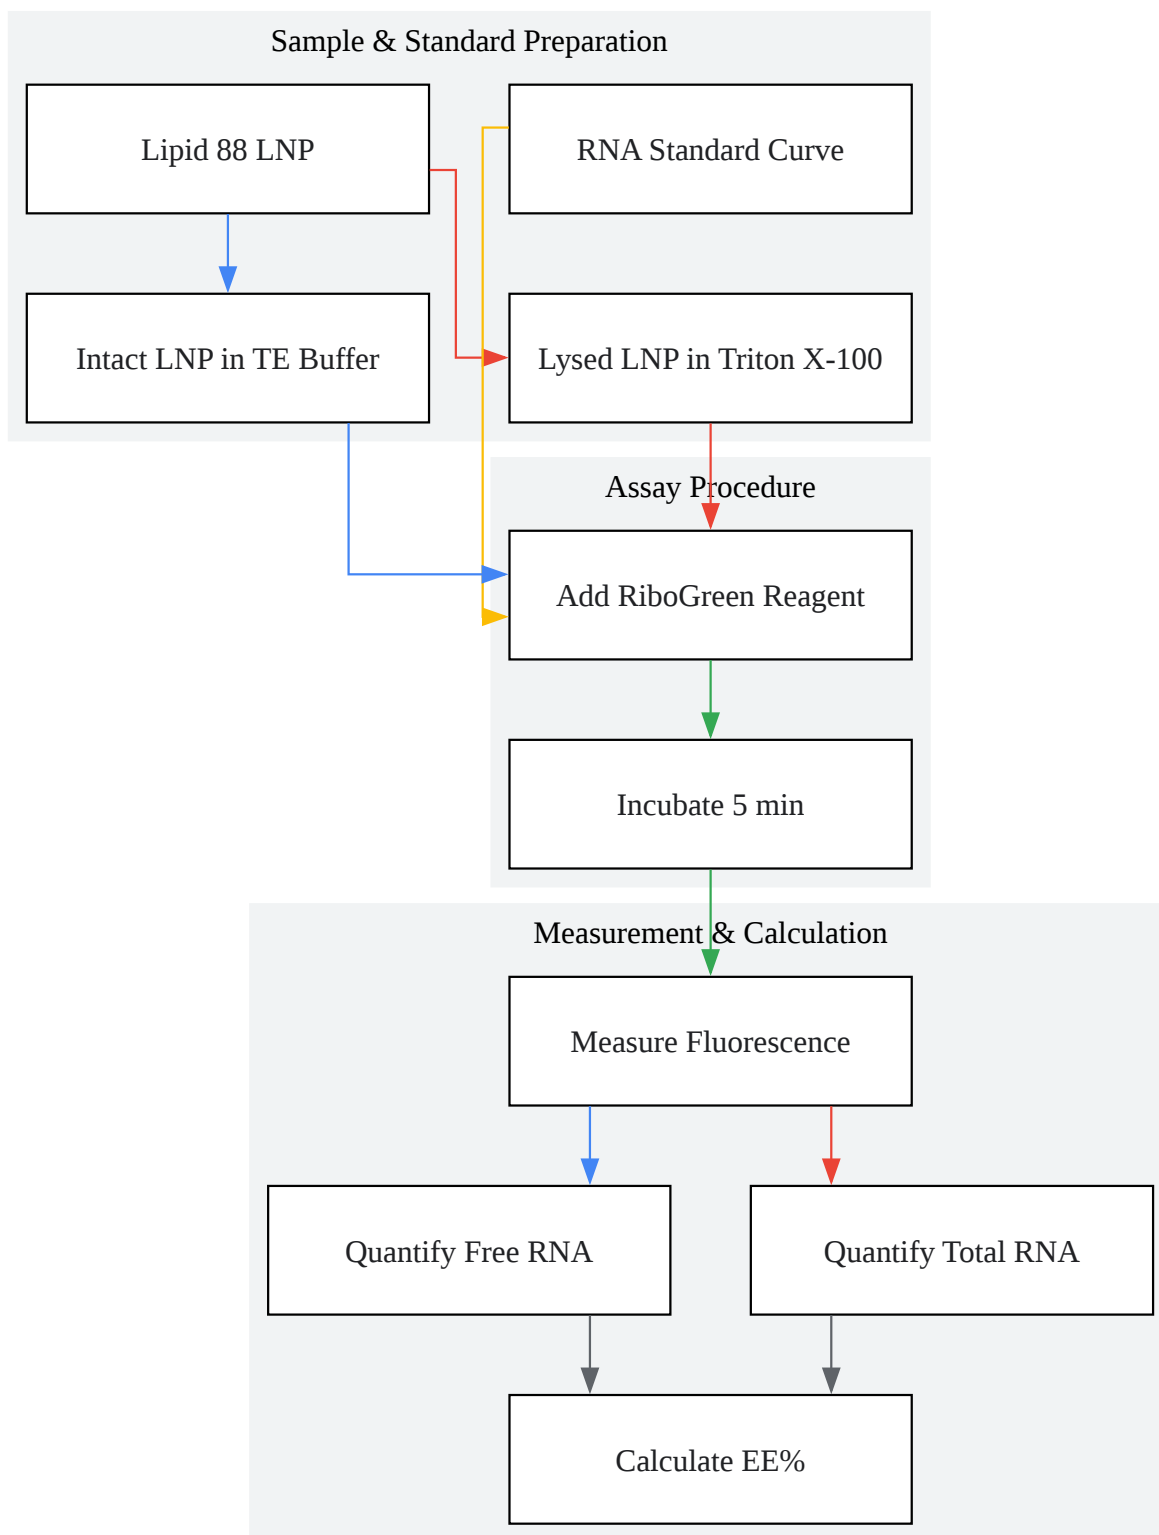 Sample & Standard Preparation
Lipid 88 LNP
RNA Standard Curve
Intact LNP in TE Buffer
Lysed LNP in Triton X-100
Assay Procedure
Add RiboGreen Reagent
Incubate 5 min
Measurement & Calculation
Measure Fluorescence
Quantify Free RNA
Quantify Total RNA
Calculate EE%